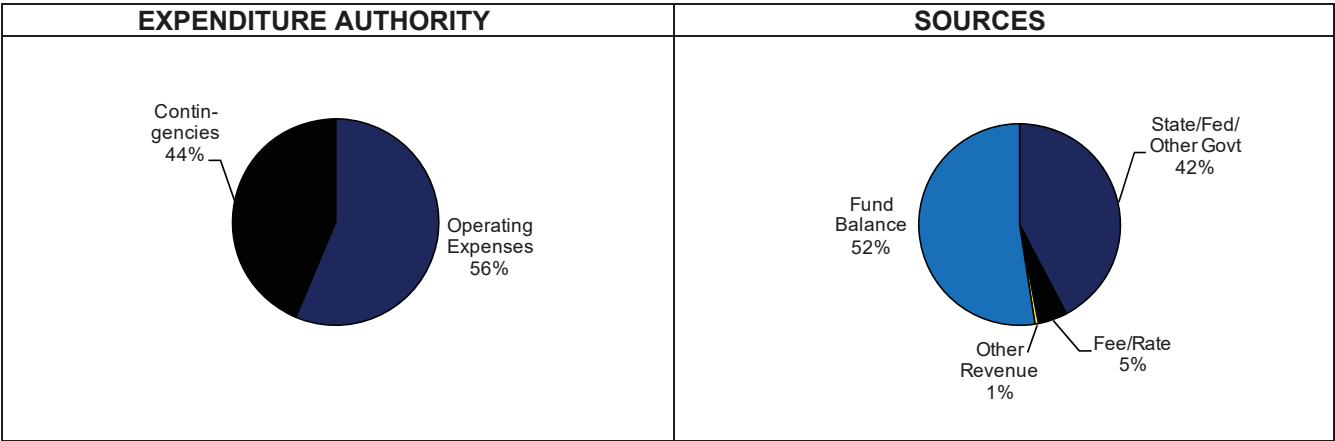 EXPENDITURE AUTHORITY
Contin-
gencies
44%
Operating
Expenses
56%
SOURCES
State/Fed/
Other Govt
42%
Fund
Balance
52%
Other
Revenue
1%
Fee/Rate
5%